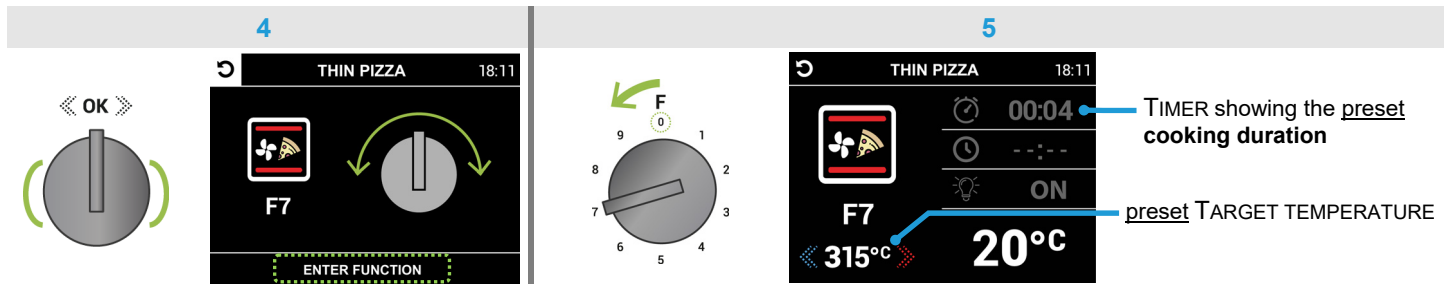 4
5
OK
THIN PIZZA 18:11
F7
ENTER FUNCTION
F
0
1
2
3
4
5
6
7
8
9
THIN PIZZA 18:11
00:04
--:--
ON
F7
315°C
20°C
TIMER showing the preset
cooking duration
preset TARGET TEMPERATURE